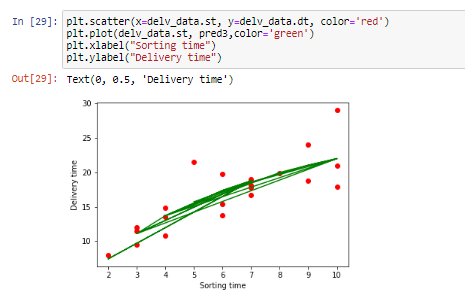 In [29]: plt.scatter(x=delv_data.st, y=delv_data.dt, color='red')
plt.plot(delv_data.st, pred3,color='green')
plt.xlabel("Sorting time")
plt.ylabel("Delivery time")
Out[29]: Text(0, 0.5, 'Delivery time')
30
25
20
15
10
Delivery time
2 3 4 5 6 7 8 9 10
Sorting time